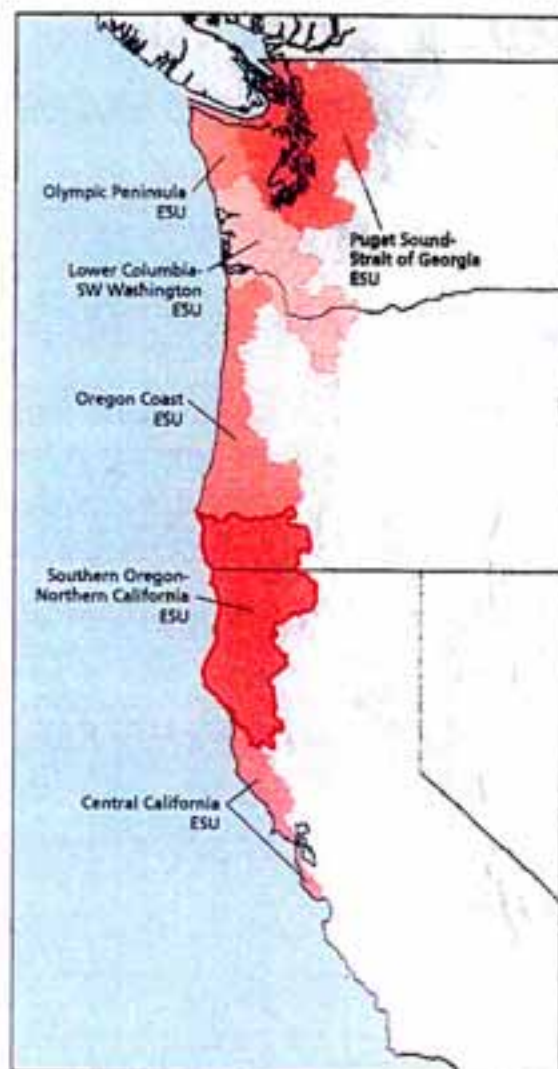 Olympic Peninsula
ESU
Puget Sound-
Strait of Georgia
ESU
Lower Columbia-
SW Washington
ESU
Oregon Coast
ESU
Southern Oregon-
Northern California
ESU
Central California
ESU